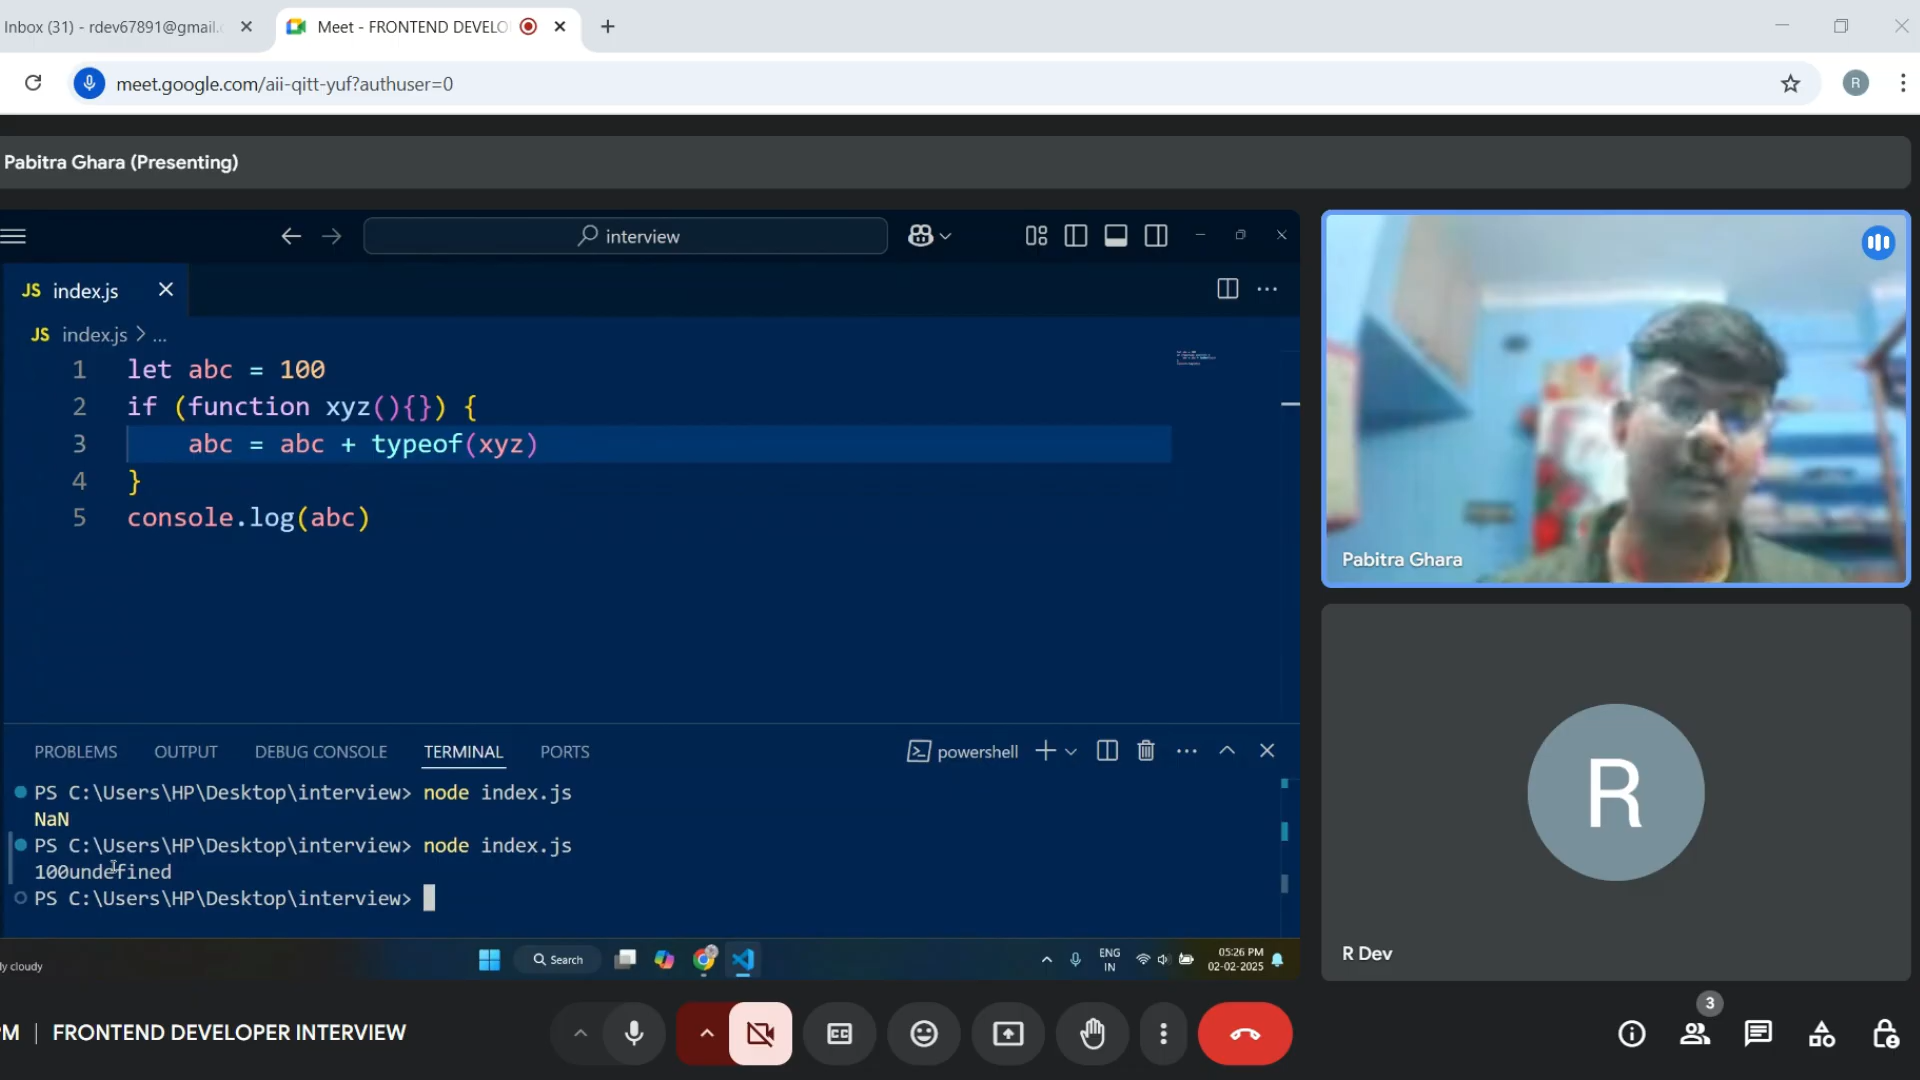 Inbox (31) - rdev67891@gmail.c
Meet - FRONTEND DEVELO
meet.google.com/aii-qitt-yuf?authuser=0
R
Pabitra Ghara (Presenting)
interview
JS index.js
JS index.js > ...
1 let abc = 100
2 if (function xyz(){}) {
3 abc = abc + typeof(xyz)
4 }
5 console.log(abc)
PROBLEMS OUTPUT DEBUG CONSOLE TERMINAL PORTS
powershell
PS C:\Users\HP\Desktop\interview> node index.js
NaN
PS C:\Users\HP\Desktop\interview> node index.js
100undefined
PS C:\Users\HP\Desktop\interview>
Pabitra Ghara
R
R Dev
ly cloudy
Search
ENG
IN
05:26 PM
02-02-2025
PM | FRONTEND DEVELOPER INTERVIEW
CC
3